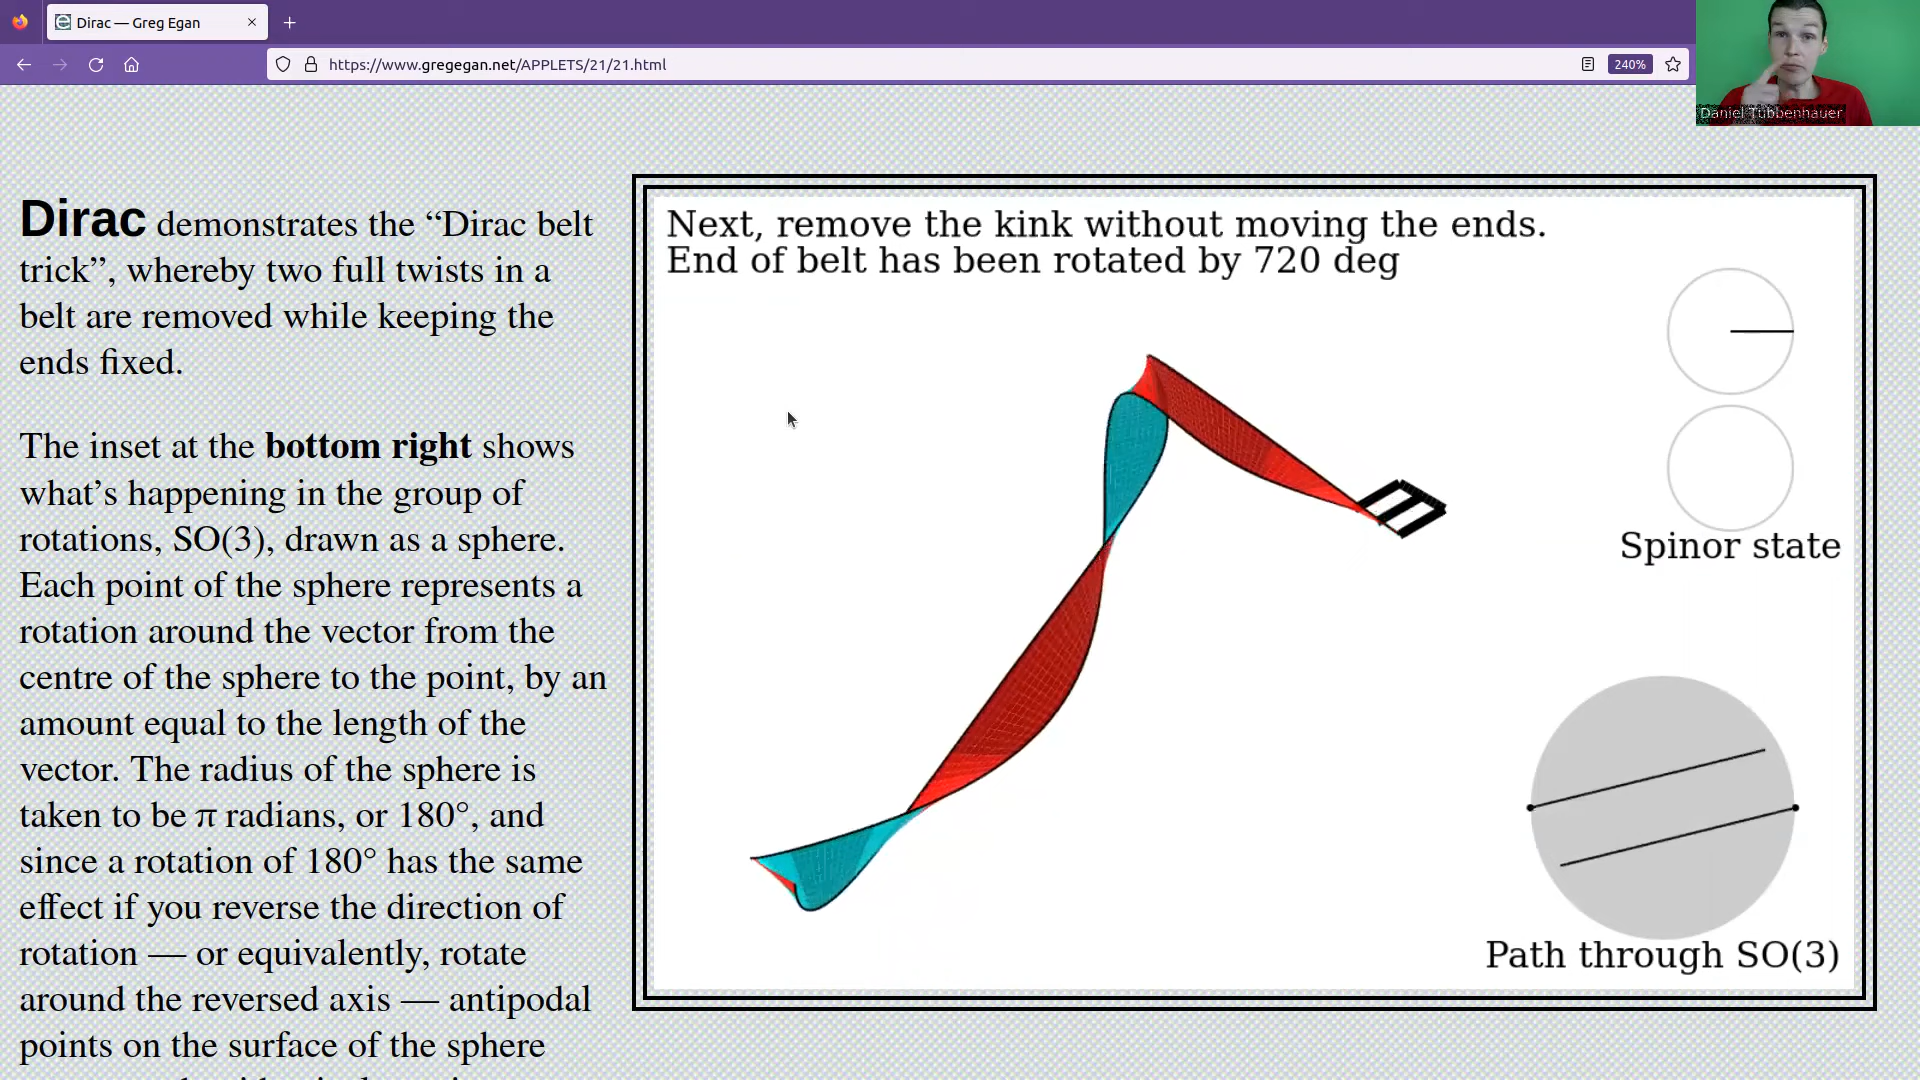 Dirac — Greg Egan
https://www.gregegan.net/APPLETS/21/21.html
240%
Daniel Tubbenhauer
Dirac demonstrates the “Dirac belt
trick”, whereby two full twists in a
belt are removed while keeping the
ends fixed.
The inset at the bottom right shows
what’s happening in the group of
rotations, SO(3), drawn as a sphere.
Each point of the sphere represents a
rotation around the vector from the
centre of the sphere to the point, by an
amount equal to the length of the
vector. The radius of the sphere is
taken to be π radians, or 180°, and
since a rotation of 180° has the same
effect if you reverse the direction of
rotation — or equivalently, rotate
around the reversed axis — antipodal
points on the surface of the sphere
Next, remove the kink without moving the ends.
End of belt has been rotated by 720 deg
Spinor state
Path through SO(3)